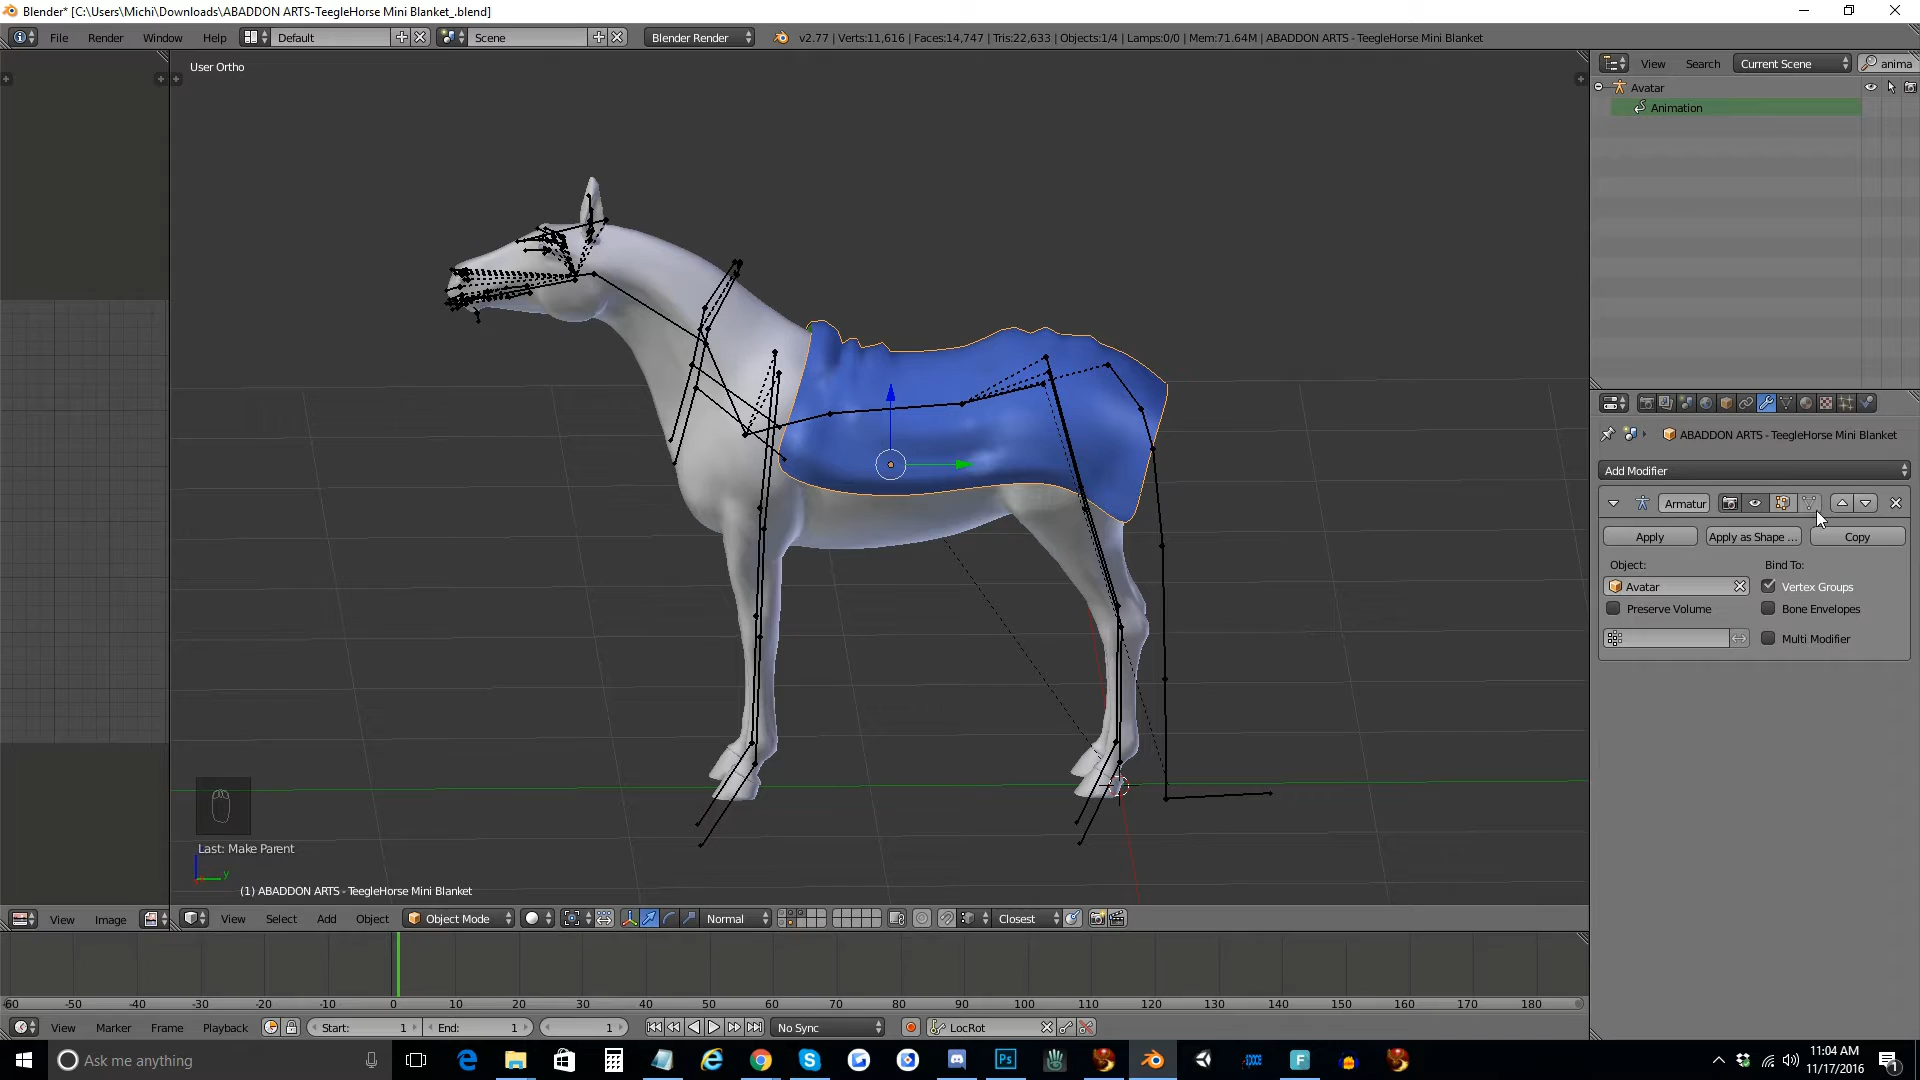 Blender* [C:\Users\Michi\Downloads\ABADDON ARTS-TeegleHorse Mini Blanket_.blend]
File Render Window Help Default Scene Blender Render v2.77 | Verts:11,616 | Faces:14,747 | Tris:22,633 | Objects:1/4 | Lamps:0/0 | Mem:71.64M | ABADDON ARTS - TeegleHorse Mini Blanket
User Ortho
View Search Current Scene anima
Avatar
Animation
ABADDON ARTS - TeegleHorse Mini Blanket
Add Modifier
Armatur
Apply Apply as Shape ... Copy
Object: Bind To:
Avatar Vertex Groups
Preserve Volume Bone Envelopes
Multi Modifier
Last: Make Parent
z
y
(1) ABADDON ARTS - TeegleHorse Mini Blanket
View Image View Select Add Object Object Mode Normal Closest
-60 -50 -40 -30 -20 -10 0 10 20 30 40 50 60 70 80 90 100 110 120 130 140 150 160 170 180
View Marker Frame Playback Start: 1 End: 1 1 No Sync LocRot
Ask me anything
11:04 AM
11/17/2016